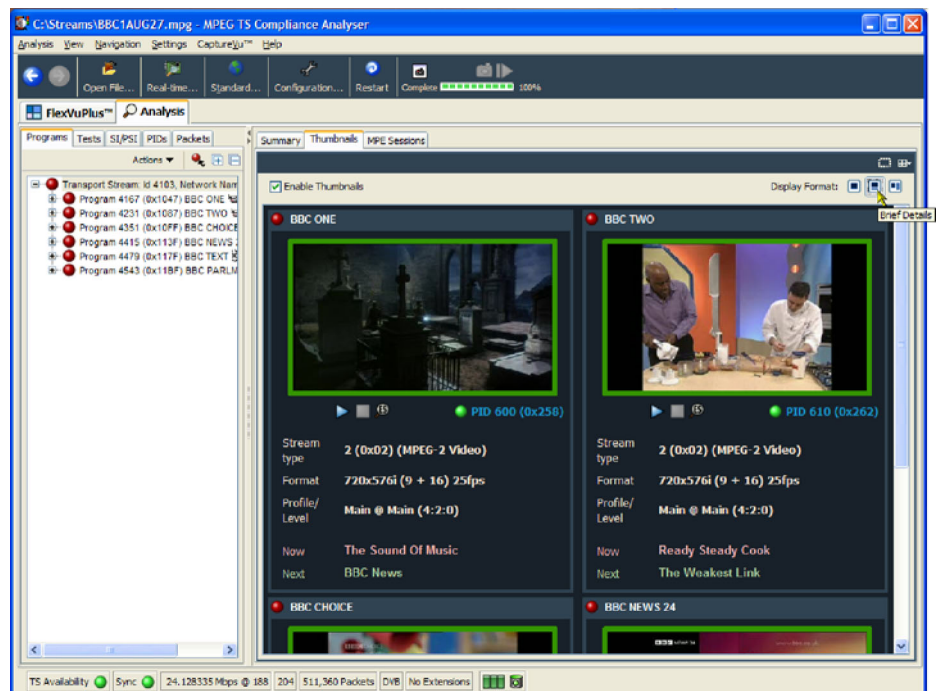 C:\Streams\BBC1AUG27.mpg - MPEG TS Compliance Analyser
Analysis View Navigation Settings CaptureVu™ Help
Open File... Real-time... Standard... Configuration... Restart Complete 100%
FlexVuPlus™ Analysis
Programs Tests SI/PSI PIDs Packets
Actions
Transport Stream: Id 4103, Network Nam
Program 4167 (0x1047) BBC ONE
Program 4231 (0x1087) BBC TWO
Program 4351 (0x10FF) BBC CHOICE
Program 4415 (0x113F) BBC NEWS
Program 4479 (0x117F) BBC TEXT
Program 4543 (0x11BF) BBC PARLM
Summary Thumbnails MPE Sessions
Enable Thumbnails
Display Format:
Brief Details
BBC ONE
PID 600 (0x258)
Stream type 2 (0x02) (MPEG-2 Video)
Format 720x576i (9 + 16) 25fps
Profile/ Level Main @ Main (4:2:0)
Now The Sound Of Music
Next BBC News
BBC TWO
PID 610 (0x262)
Stream type 2 (0x02) (MPEG-2 Video)
Format 720x576i (9 + 16) 25fps
Profile/ Level Main @ Main (4:2:0)
Now Ready Steady Cook
Next The Weakest Link
BBC CHOICE
BBC NEWS 24
TS Availability Sync 24.128335 Mbps @ 188 204 511,360 Packets DVB No Extensions